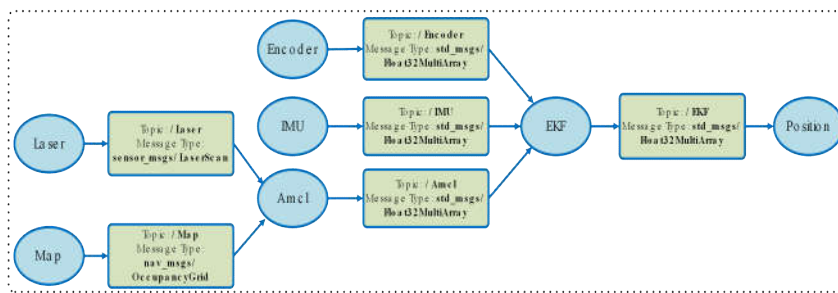 Encoder
Topic: / Encoder
Message Type: std_msgs/
Float32MultiArray
Laser
Topic: / Laser
Message Type:
sensor_msgs/ LaserScan
IMU
Topic: / IMU
Message Type: std_msgs/
Float32MultiArray
EKF
Topic: / EKF
Message Type: std_msgs/
Float32MultiArray
Position
Amcl
Topic: / Amcl
Message Type: std_msgs/
Float32MultiArray
Map
Topic: / Map
Message Type:
nav_msgs/
OccupancyGrid